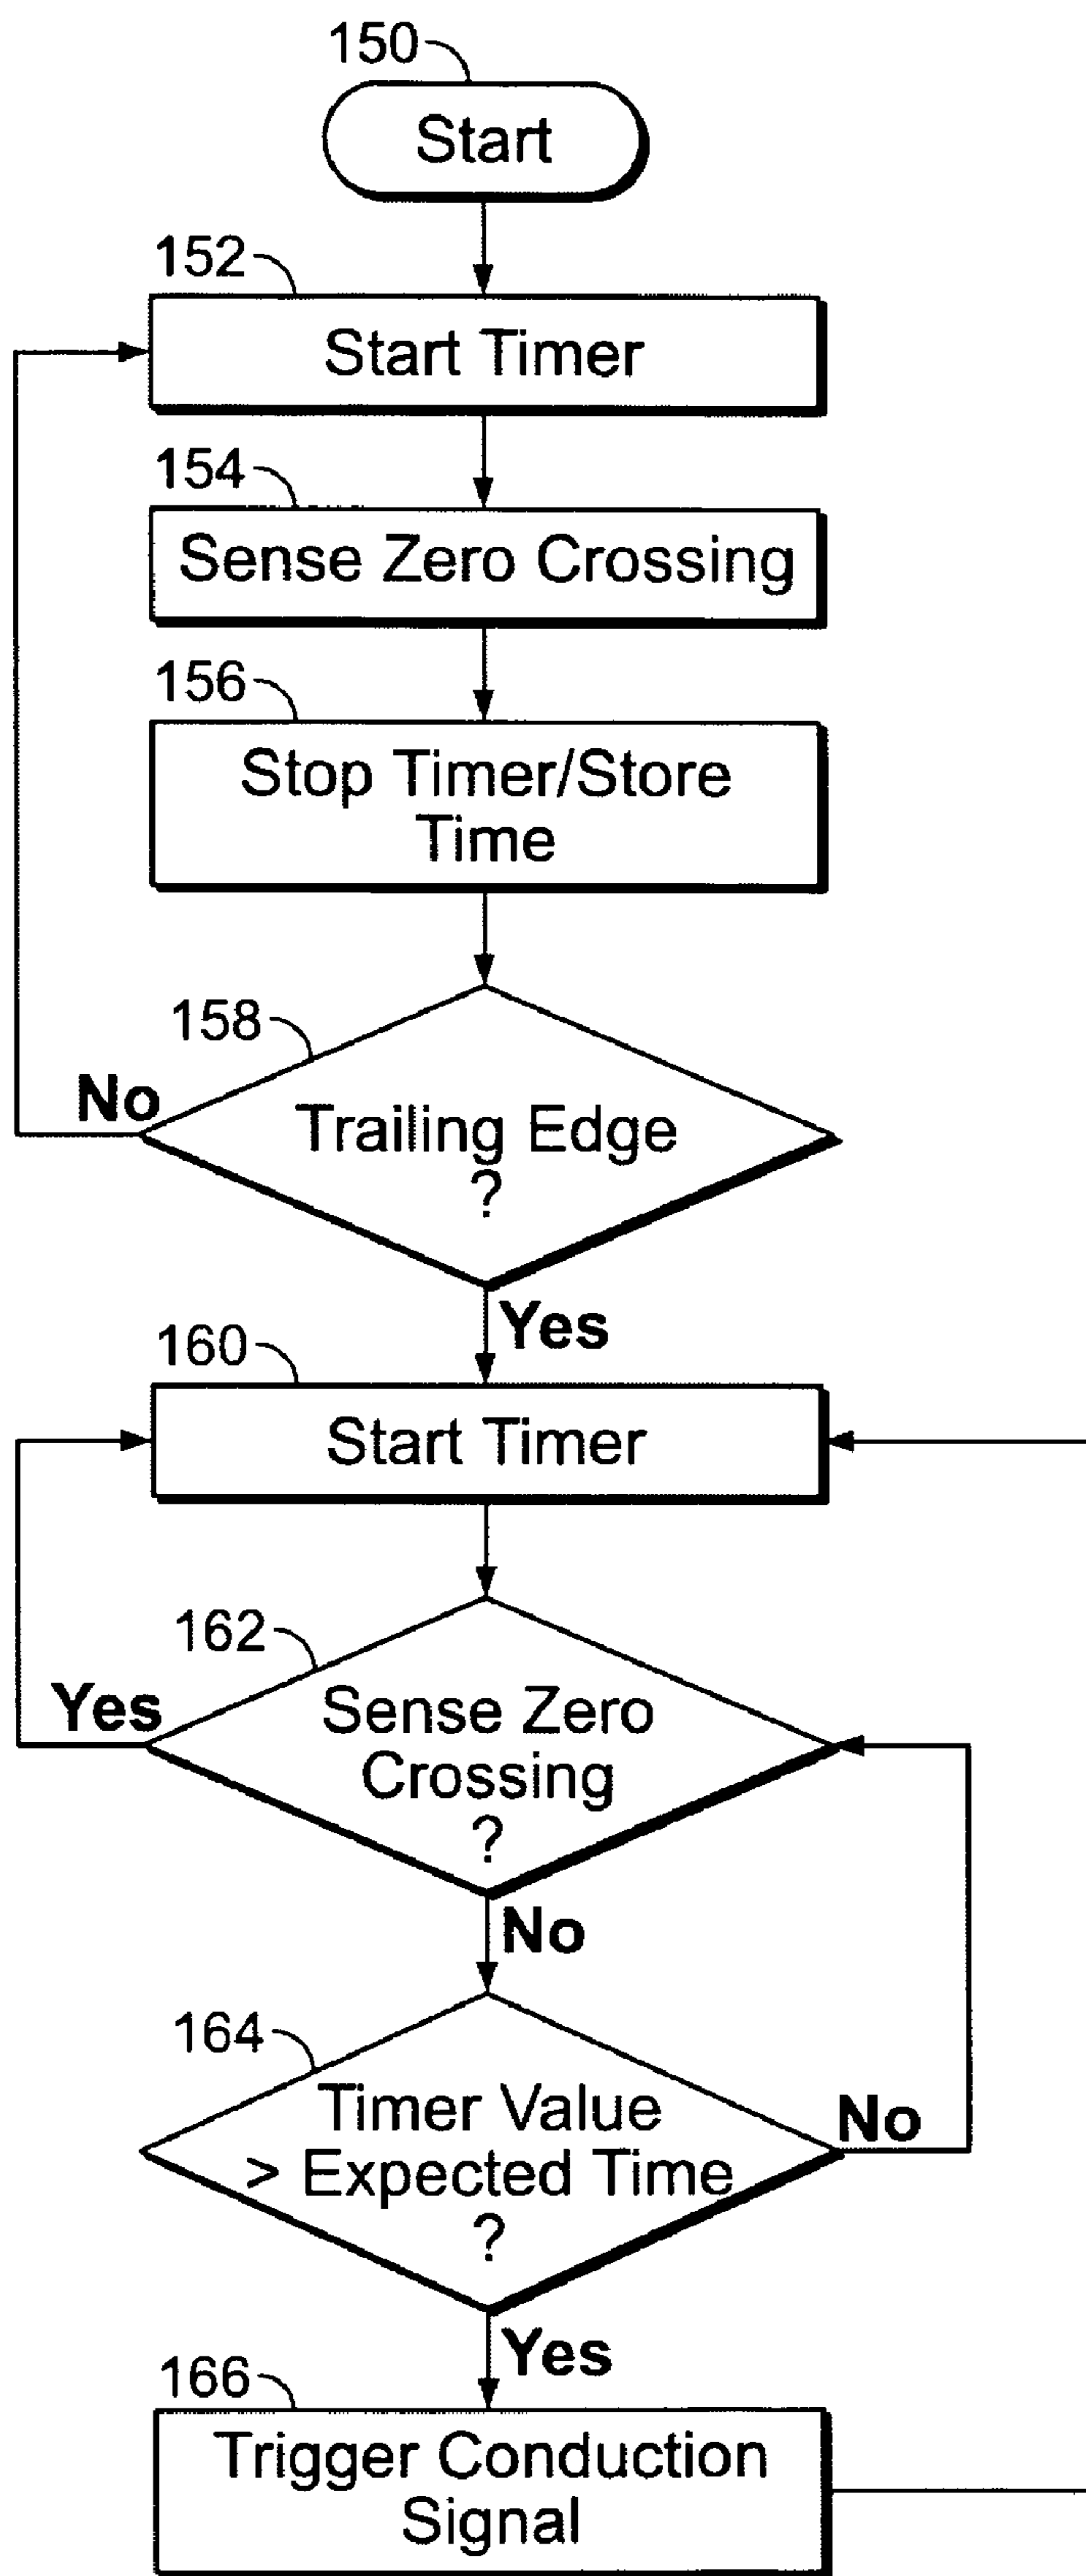 150
Start
152
Start Timer
154
Sense Zero Crossing
156
Stop Timer/Store
Time
158
No
Trailing Edge
?
Yes
160
Start Timer
162
Yes
Sense Zero
Crossing
?
No
164
Timer Value
> Expected Time
?
No
Yes
166
Trigger Conduction
Signal